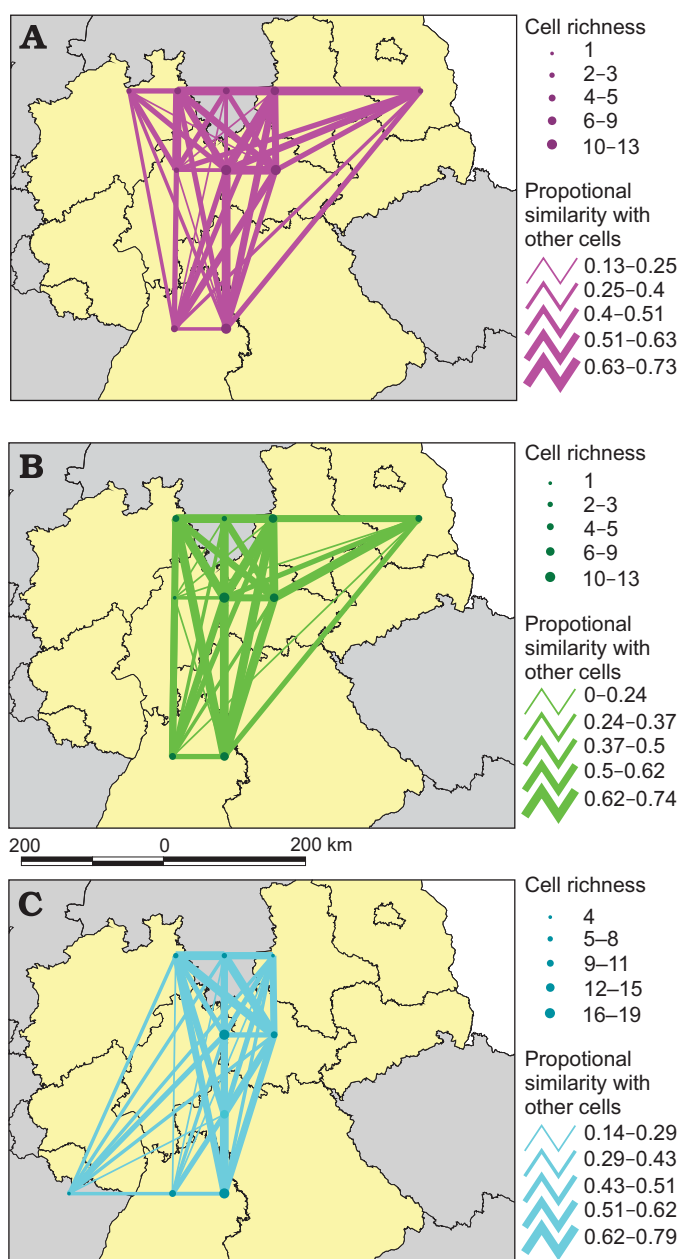 A
Cell richness
1
2–3
4–5
6–9
10–13
Propotional
similarity with
other cells
0.13–0.25
0.25–0.4
0.4–0.51
0.51–0.63
0.63–0.73
B
Cell richness
1
2–3
4–5
6–9
10–13
Propotional
similarity with
other cells
0–0.24
0.24–0.37
0.37–0.5
0.5–0.62
0.62–0.74
200 0 200 km
C
Cell richness
4
5–8
9–11
12–15
16–19
Propotional
similarity with
other cells
0.14–0.29
0.29–0.43
0.43–0.51
0.51–0.62
0.62–0.79